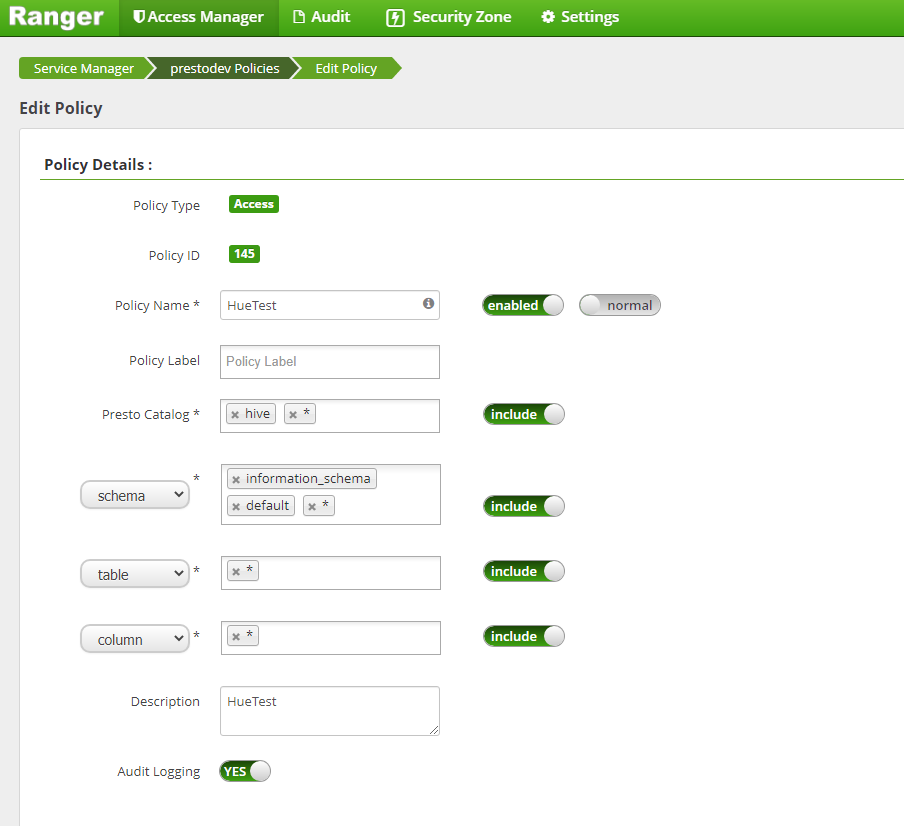 Ranger Access Manager Audit Security Zone Settings
Service Manager prestodev Policies Edit Policy
Edit Policy
Policy Details :
Policy Type Access
Policy ID 145
Policy Name * HueTest enabled normal
Policy Label Policy Label
Presto Catalog * × hive × * include
schema * × information_schema
× default × * include
table * × * include
column * × * include
Description HueTest
Audit Logging YES